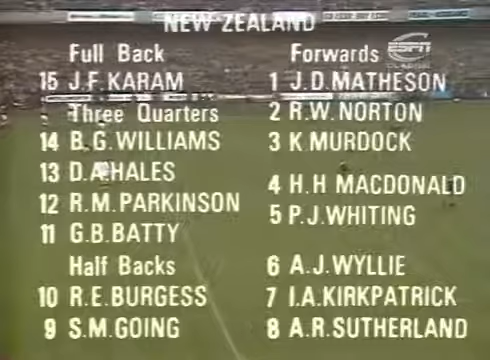 NEW ZEALAND
Full Back
15 J.F.KARAM
Three Quarters
14 B.G.WILLIAMS
13 D.A.HALES
12 R.M.PARKINSON
11 G.B.BATTY
Half Backs
10 R.E.BURGESS
9 S.M.GOING
Forwards
1 J.D.MATHESON
2 R.W.NORTON
3 K MURDOCK
4 H.H MACDONALD
5 P.J.WHITING
6 A.J.WYLLIE
7 I.A.KIRKPATRICK
8 A.R.SUTHERLAND
ESPN
CLASSIC